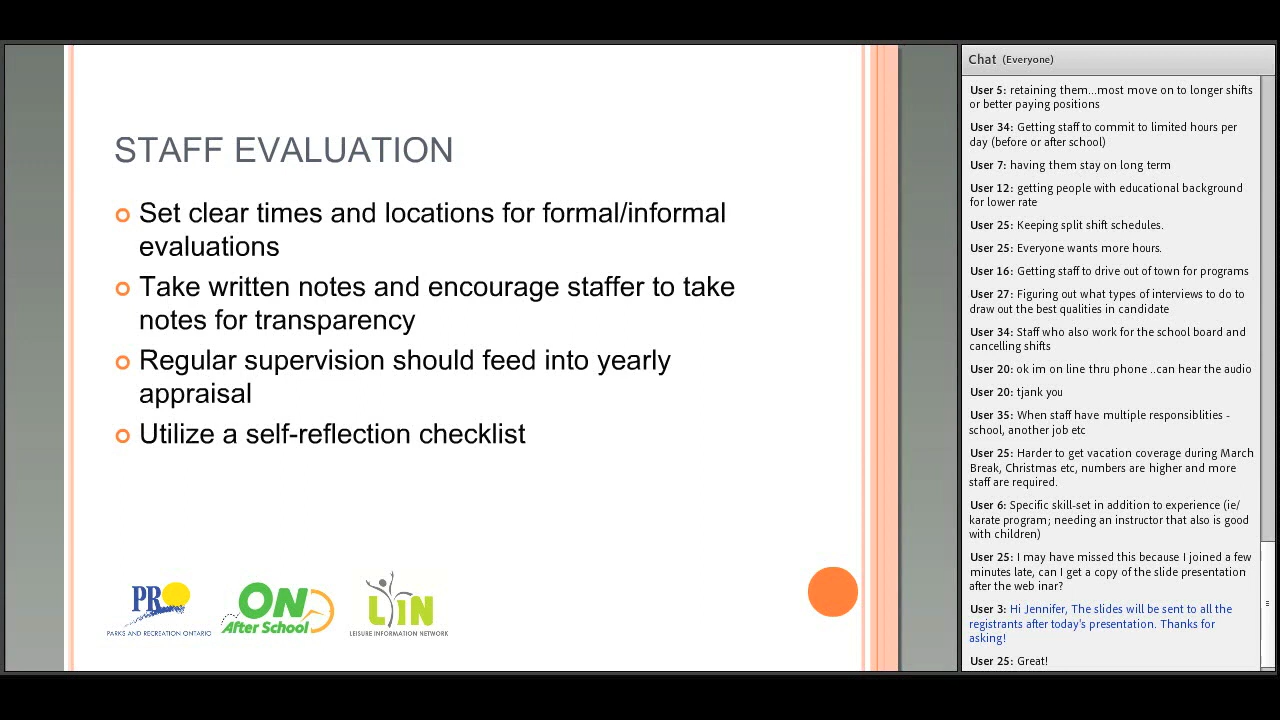 STAFF EVALUATION
Set clear times and locations for formal/informal
evaluations
Take written notes and encourage staffer to take
notes for transparency
Regular supervision should feed into yearly
appraisal
Utilize a self-reflection checklist
PRO
PARKS AND RECREATION ONTARIO
ON
After School
LIN
LEISURE INFORMATION NETWORK
Chat (Everyone)
User 5: retaining them...most move on to longer shifts
or better paying positions
User 34: Getting staff to commit to limited hours per
day (before or after school)
User 7: having them stay on long term
User 12: getting people with educational background
for lower rate
User 25: Keeping split shift schedules.
User 25: Everyone wants more hours.
User 16: Getting staff to drive out of town for programs
User 27: Figuring out what types of interviews to do to
draw out the best qualities in candidate
User 34: Staff who also work for the school board and
cancelling shifts
User 20: ok im on line thru phone ..can hear the audio
User 20: tjank you
User 35: When staff have multiple responsiblities -
school, another job etc
User 25: Harder to get vacation coverage during March
Break, Christmas etc, numbers are higher and more
staff are required.
User 6: Specific skill-set in addition to experience (ie/
karate program; needing an instructor that also is good
with children)
User 25: I may have missed this because I joined a few
minutes late, can I get a copy of the slide presentation
after the web inar?
User 3: Hi Jennifer, The slides will be sent to all the
registrants after today's presentation. Thanks for
asking!
User 25: Great!